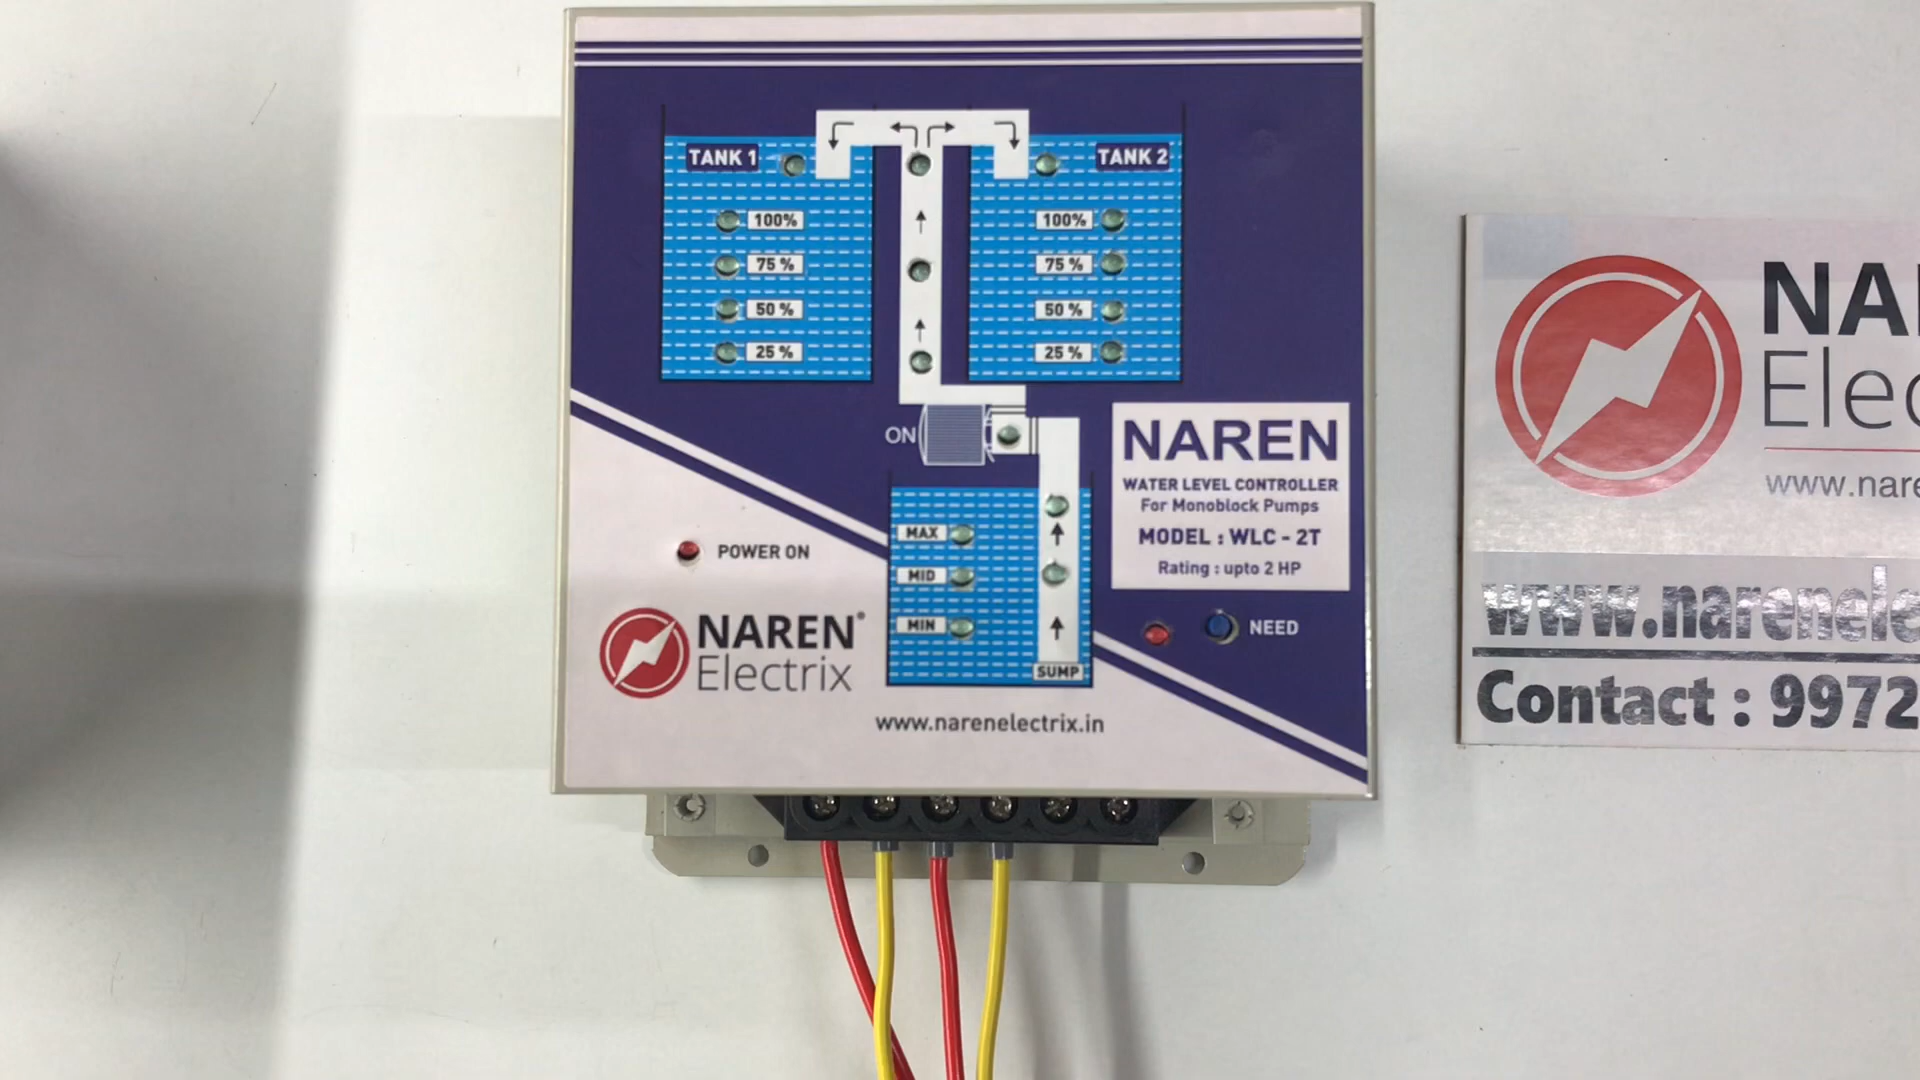 TANK 1
100%
75 %
50 %
25 %
TANK 2
100%
75 %
50 %
25 %
ON
MAX
MID
MIN
SUMP
NAREN
WATER LEVEL CONTROLLER
For Monoblock Pumps
MODEL : WLC - 2T
Rating : upto 2 HP
POWER ON
NEED
NAREN®
Electrix
www.narenelectrix.in
NA
Elec
www.nare
www.narenele
Contact : 9972